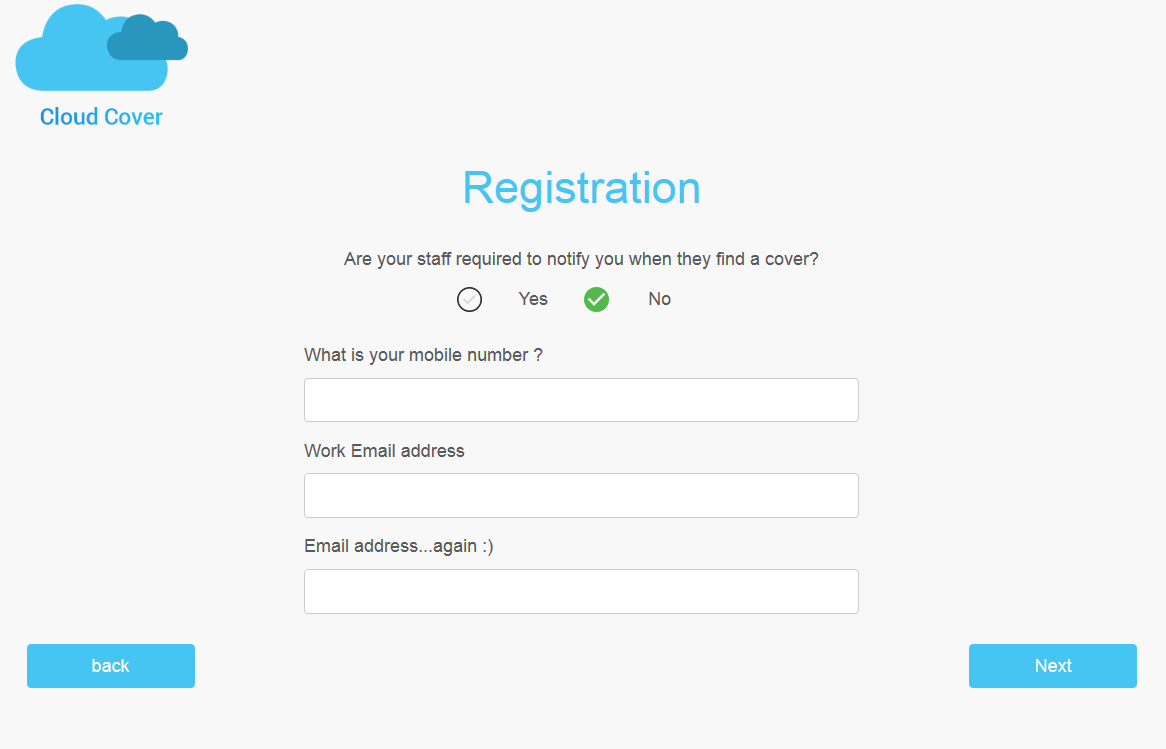 Cloud Cover
Registration
Are your staff required to notify you when they find a cover?
Yes No
What is your mobile number ?
Work Email address
Email address...again :)
back Next